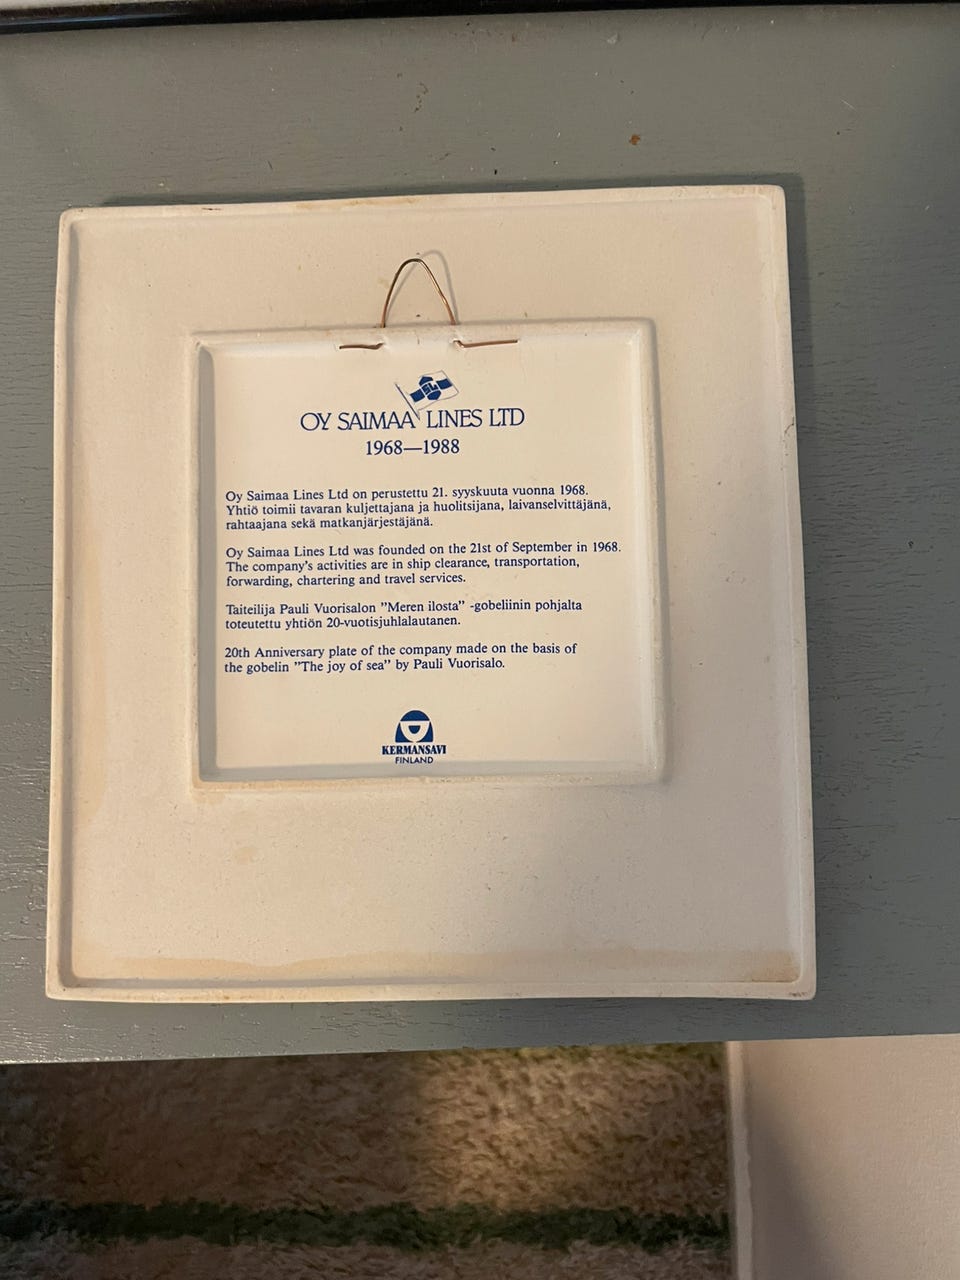 SL
OY SAIMAA LINES LTD
1968—1988
Oy Saimaa Lines Ltd on perustettu 21. syyskuuta vuonna 1968.
Yhtiö toimii tavaran kuljettajana ja huolitsijana, laivanselvittäjänä,
rahtaajana sekä matkanjärjestäjänä.
Oy Saimaa Lines Ltd was founded on the 21st of September in 1968.
The company's activities are in ship clearance, transportation,
forwarding, chartering and travel services.
Taiteilija Pauli Vuorisalon ”Meren ilosta” -gobeliinin pohjalta
toteutettu yhtiön 20-vuotisjuhlalautanen.
20th Anniversary plate of the company made on the basis of
the gobelin ”The joy of sea” by Pauli Vuorisalo.
KERMANSAVI
FINLAND